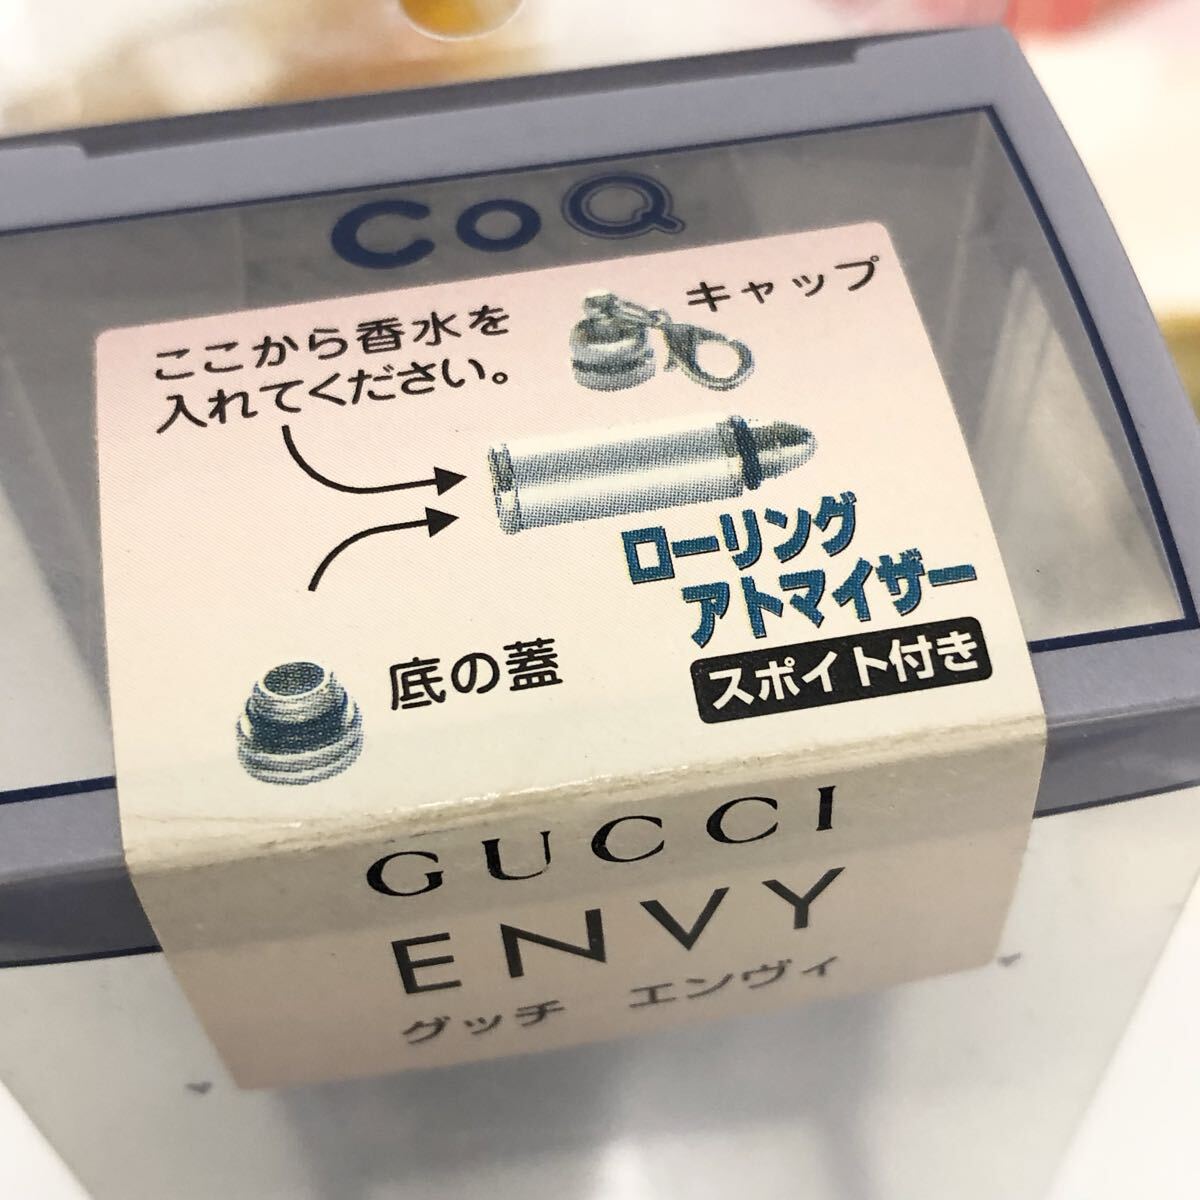 CoQ
キャップ
ここから香水を
入れてください。
ローリング
アトマイザー
スポイト付き
底の蓋
GUCCI
ENVY
グッチ エンヴィ